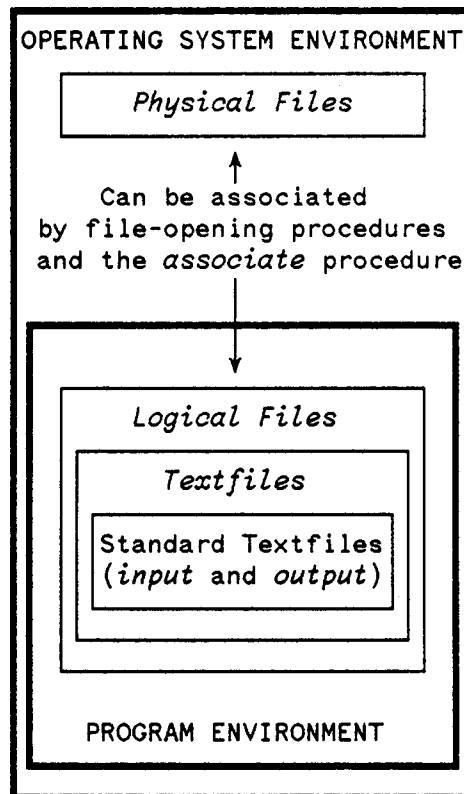 OPERATING SYSTEM ENVIRONMENT
Physical Files
Can be associated
by file-opening procedures
and the associate procedure
Logical Files
Textfiles
Standard Textfiles
(input and output)
PROGRAM ENVIRONMENT